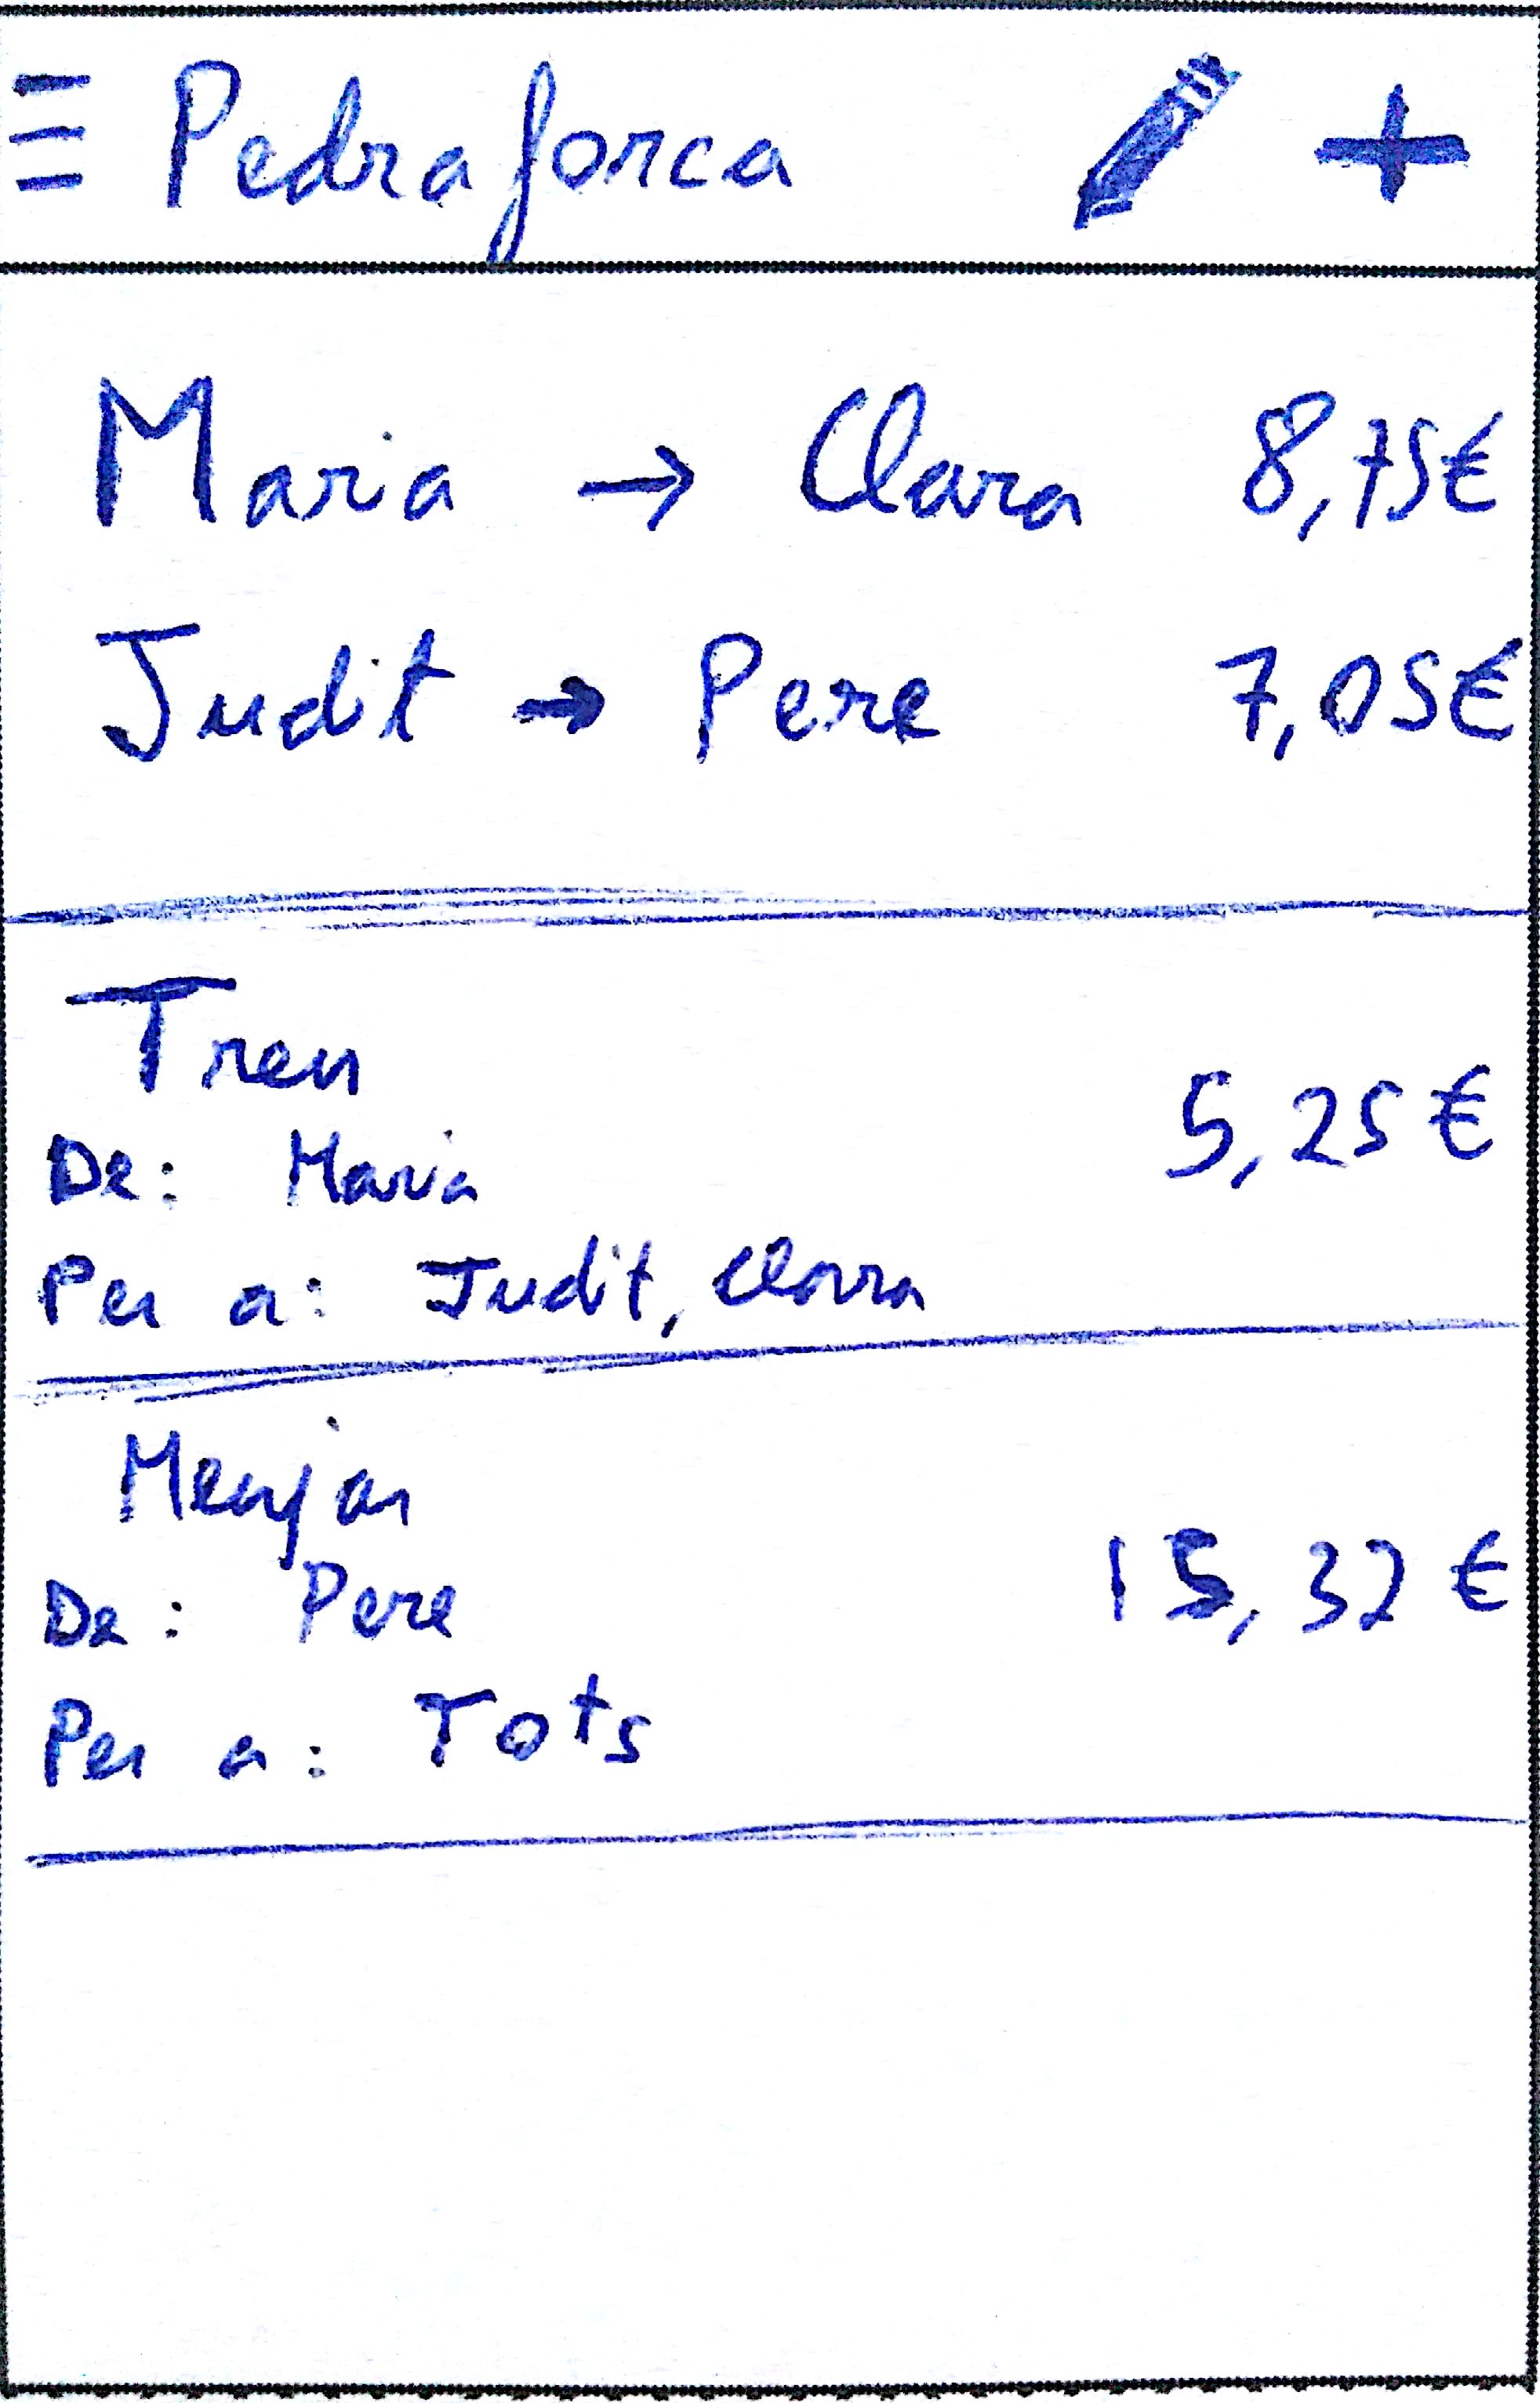 Pedraforca
Maria → Clara 8,75€
Judit → Pere 7,05€
Tren
5,25€
De: Maria
Per a: Judit, Clara
Menjar
15,32€
De: Pere
Per a: Tots